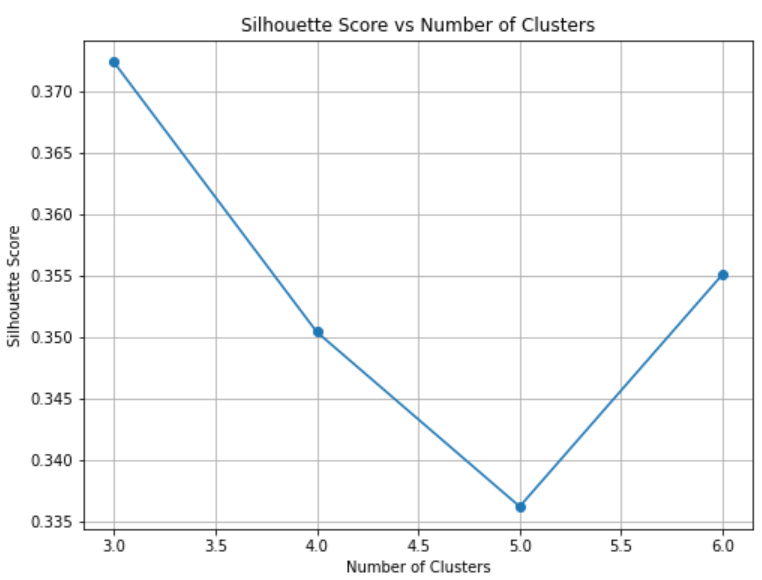 Silhouette Score vs Number of Clusters
0.370
0.365
0.360
0.355
0.350
0.345
0.340
0.335
Silhouette Score
3.0 3.5 4.0 4.5 5.0 5.5 6.0
Number of Clusters